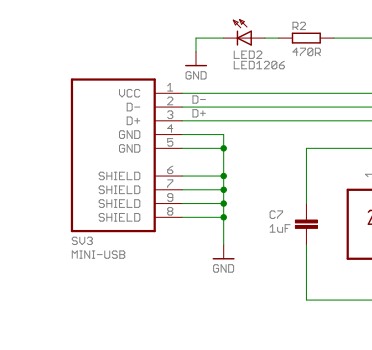 R2
470R
LED2
LED1206
GND
VCC 1
D- 2 D-
D+ 3 D+
GND 4
GND 5
SHIELD 6
SHIELD 7
SHIELD 9
SHIELD 8
SV3
MINI-USB
GND
C7
1uF
1